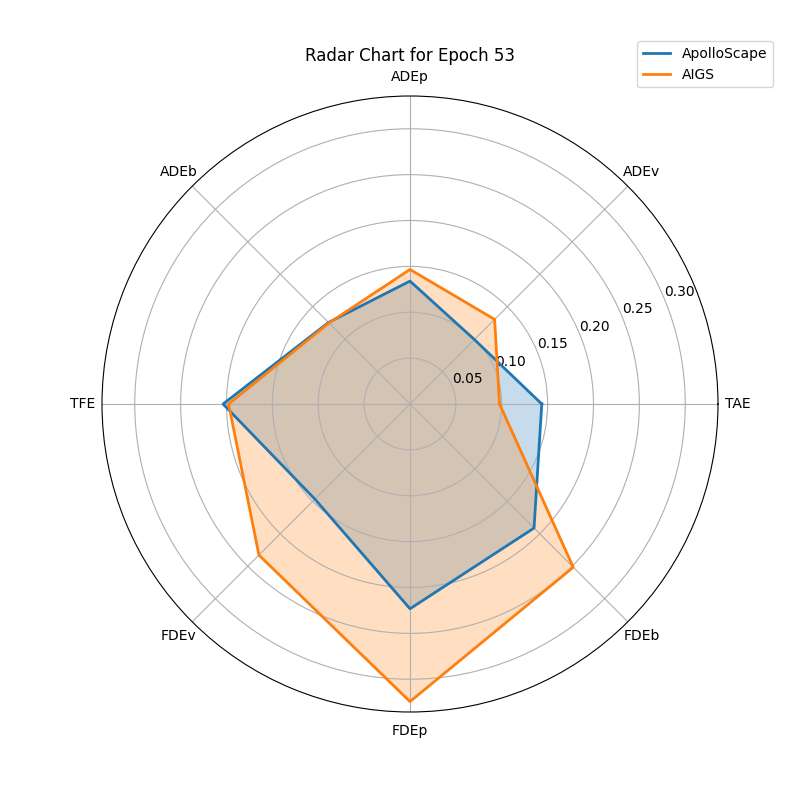 ApolloScape
AIGS
Radar Chart for Epoch 53
ADEp
ADEb
ADEv
0.30
0.25
0.20
0.15
0.10
0.05
TFE
TAE
FDEv
FDEb
FDEp